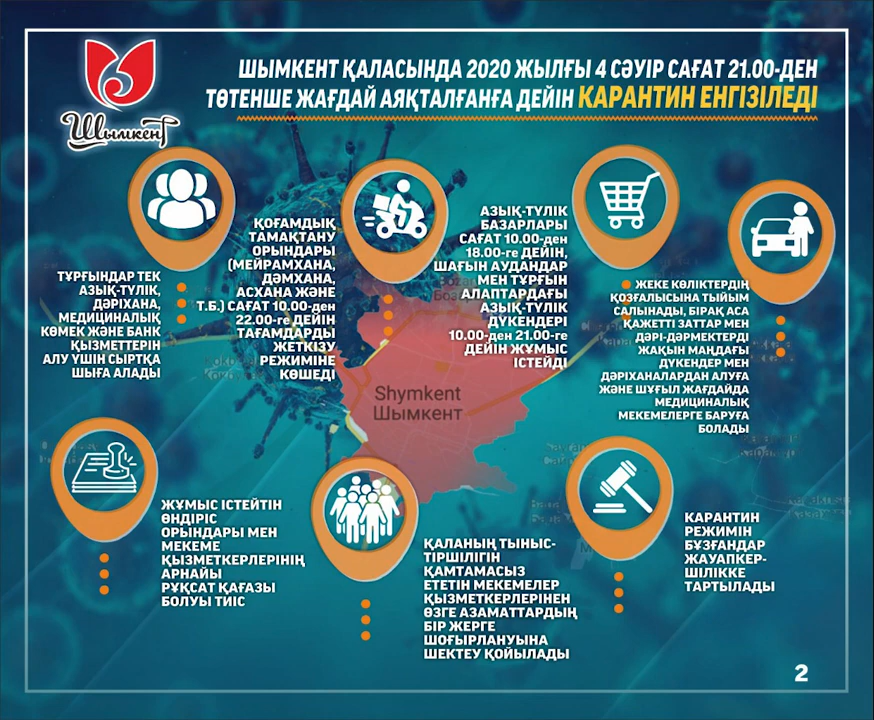 Шымкент
ШЫМКЕНТ ҚАЛАСЫНДА 2020 ЖЫЛҒЫ 4 СӘУІР САҒАТ 21.00-ДЕН
ТӨТЕНШЕ ЖАҒДАЙ АЯҚТАЛҒАНҒА ДЕЙІН КАРАНТИН ЕНГІЗІЛЕДІ
ТҰРҒЫНДАР ТЕК
АЗЫҚ-ТҮЛІК,
ДӘРІХАНА,
МЕДИЦИНАЛЫҚ
КӨМЕК ЖӘНЕ БАНК
ҚЫЗМЕТТЕРІН
АЛУ ҮШІН СЫРТҚА
ШЫҒА АЛАДЫ
ҚОҒАМДЫҚ
ТАМАҚТАНУ
ОРЫНДАРЫ
(МЕЙРАМХАНА,
ДӘМХАНА,
АСХАНА ЖӘНЕ
Т.Б.) САҒАТ 10.00-ден
22.00-ге ДЕЙІН
ТАҒАМДАРДЫ
ЖЕТКІЗУ
РЕЖИМІНЕ
КӨШЕДІ
АЗЫҚ-ТҮЛІК
БАЗАРЛАРЫ
САҒАТ 10.00-ден
18.00-ге ДЕЙІН,
ШАҒЫН АУДАНДАР
МЕН ТҰРҒЫН
АЛАПТАРДАҒЫ
АЗЫҚ-ТҮЛІК
ДҮКЕНДЕРІ
10.00-ден 21.00-ге
ДЕЙІН ЖҰМЫС
ІСТЕЙДІ
ЖЕКЕ КӨЛІКТЕРДІҢ
ҚОЗҒАЛЫСЫНА ТЫЙЫМ
САЛЫНАДЫ, БІРАҚ АСА
ҚАЖЕТТІ ЗАТТАР МЕН
ДӘРІ-ДӘРМЕКТЕРДІ
ЖАҚЫН МАҢДАҒЫ
ДҮКЕНДЕР МЕН
ДӘРІХАНАЛАРДАН АЛУҒА
ЖӘНЕ ШҰҒЫЛ ЖАҒДАЙДА
МЕДИЦИНАЛЫҚ
МЕКЕМЕЛЕРГЕ БАРУҒА
БОЛАДЫ
Shymkent
Шымкент
ЖҰМЫС ІСТЕЙТІН
ӨНДІРІС
ОРЫНДАРЫ МЕН
МЕКЕМЕ
ҚЫЗМЕТКЕРЛЕРІНІҢ
АРНАЙЫ
РҰҚСАТ ҚАҒАЗЫ
БОЛУЫ ТИІС
ҚАЛАНЫҢ ТЫНЫС-
ТІРШІЛІГІН
ҚАМТАМАСЫЗ
ЕТЕТІН МЕКЕМЕЛЕР
ҚЫЗМЕТКЕРЛЕРІНЕН
ӨЗГЕ АЗАМАТТАРДЫҢ
БІР ЖЕРГЕ
ШОҒЫРЛАНУЫНА
ШЕКТЕУ ҚОЙЫЛАДЫ
КАРАНТИН
РЕЖИМІН
БҰЗҒАНДАР
ЖАУАПКЕР-
ШІЛІККЕ
ТАРТЫЛАДЫ
2